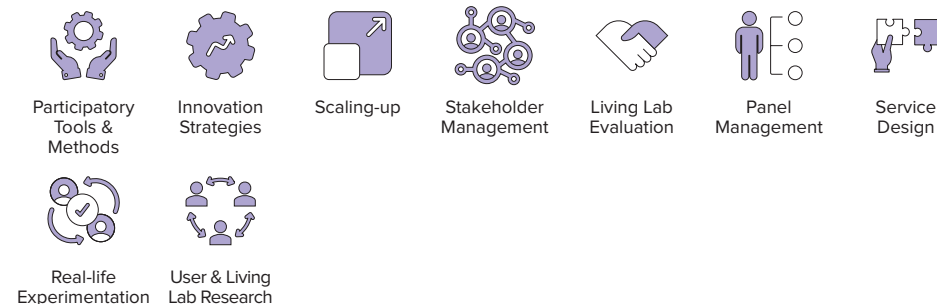 Participatory
Tools &
Methods
Innovation
Strategies
Scaling-up
Stakeholder
Management
Living Lab
Evaluation
Panel
Management
Service
Design
Real-life
Experimentation
User & Living
Lab Research